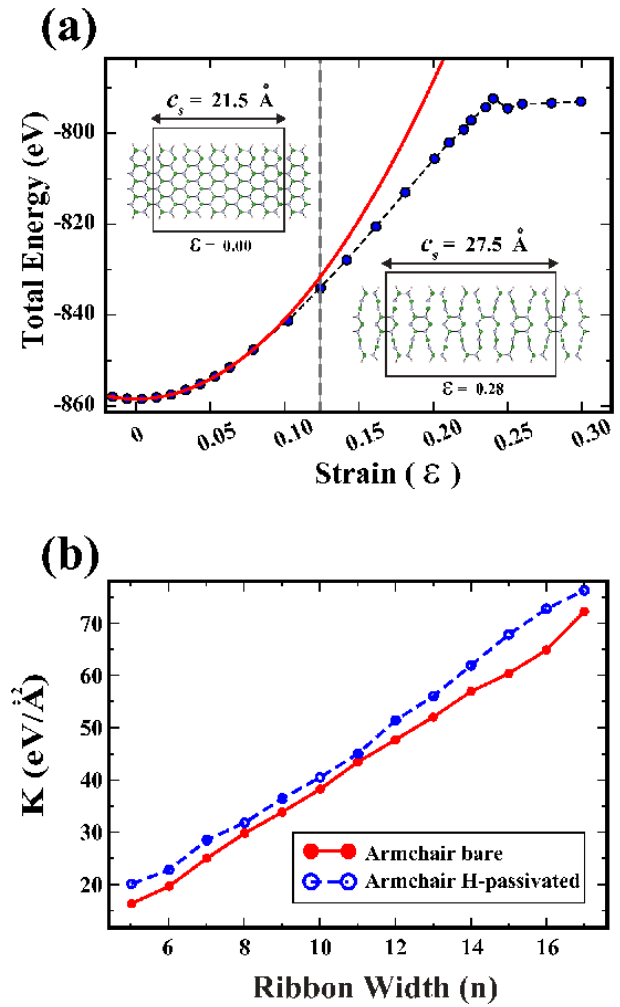 (a)
Total Energy (eV)
-800
-820
-840
-860
c_s = 21.5 Å
ε = 0.00
c_s = 27.5 Å
ε = 0.28
0 0.05 0.10 0.15 0.20 0.25 0.30
Strain ( ε )
(b)
K (eV/Å²)
70
60
50
40
30
20
Armchair bare
Armchair H-passivated
6 8 10 12 14 16
Ribbon Width (n)